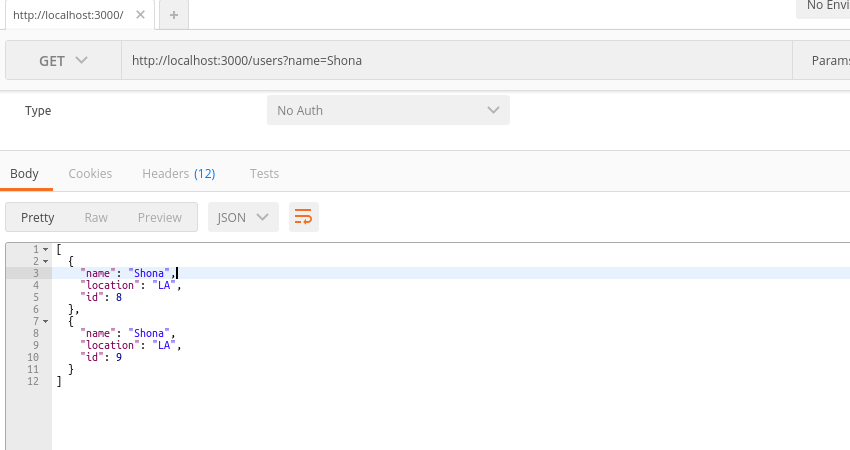 http://localhost:3000/ × +
No Envi
GET http://localhost:3000/users?name=Shona Params
Type No Auth
Body Cookies Headers (12) Tests
Pretty Raw Preview JSON
1 [
2 {
3 "name": "Shona",
4 "location": "LA",
5 "id": 8
6 },
7 {
8 "name": "Shona",
9 "location": "LA",
10 "id": 9
11 }
12 ]